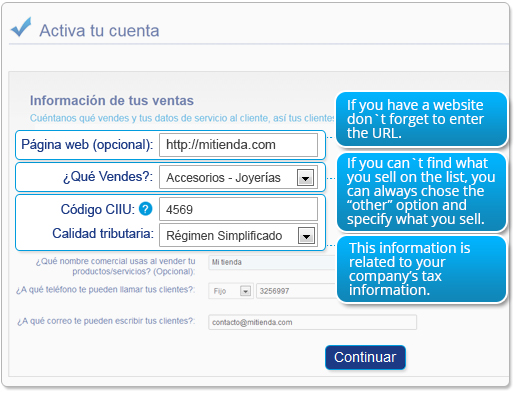 Activa tu cuenta
Información de tus ventas
Cuéntanos qué vendes y tus datos de servicio al cliente, así tus clientes
If you have a website
don`t forget to enter
the URL.
Página web (opcional): http://mitienda.com
¿Qué Vendes?: Accesorios - Joyerías
If you can`t find what
you sell on the list, you
can always chose the
“other” option and
specify what you sell.
Código CIIU: ? 4569
Calidad tributaria: Régimen Simplificado
This information is
related to your
company’s tax
information.
¿Qué nombre comercial usas al vender tu
productos/servicios? (Opcional): Mi tienda
¿A qué teléfono te pueden llamar tus clientes?: Fijo 3256997
¿A qué correo te pueden escribir tus clientes?: contacto@mitienda.com
Continuar